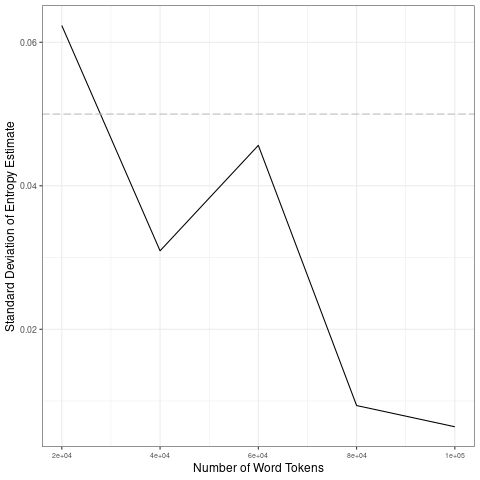 Standard Deviation of Entropy Estimate
0.06
0.04
0.02
2e+04 4e+04 6e+04 8e+04 1e+05
Number of Word Tokens